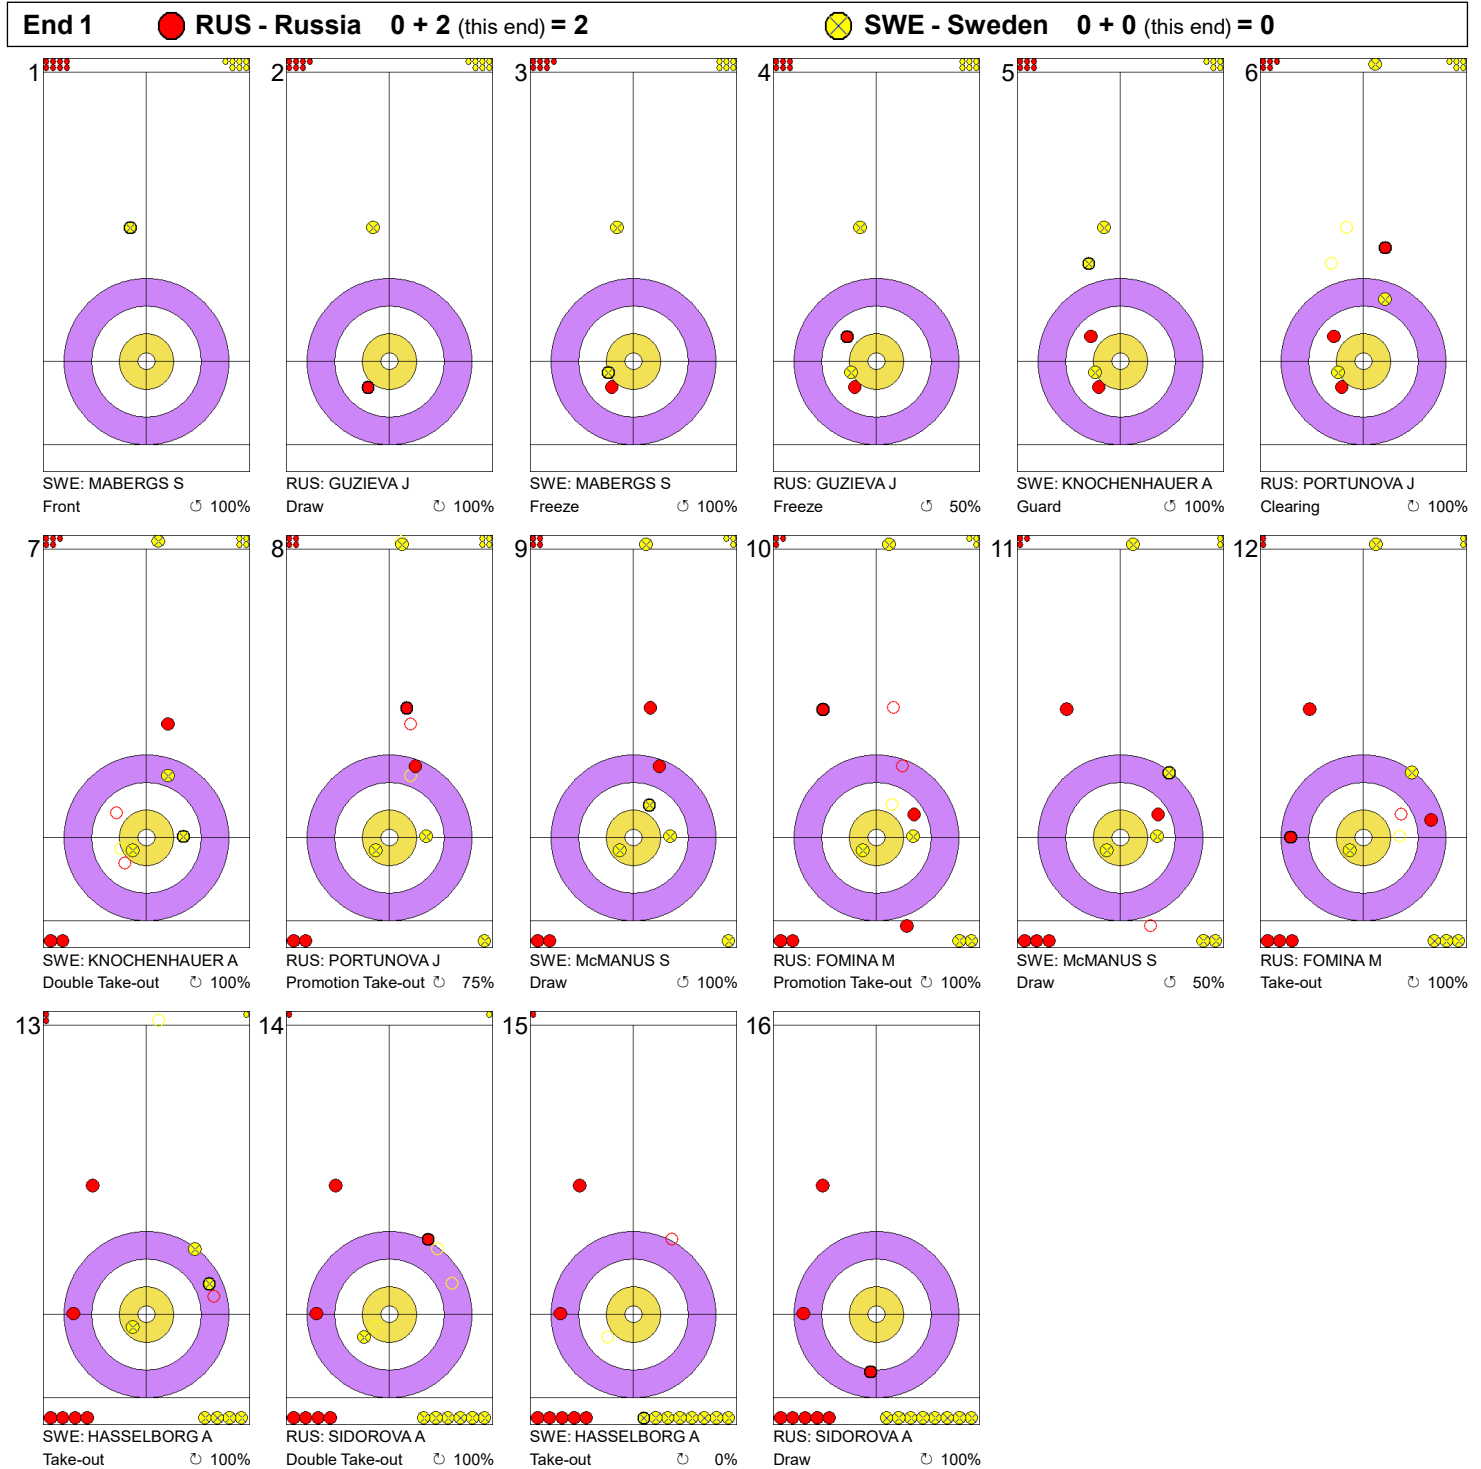 End 1 RUS - Russia 0 + 2 (this end) = 2 SWE - Sweden 0 + 0 (this end) = 0
1 2 3 4 5 6
SWE: MABERGS S RUS: GUZIEVA J SWE: MABERGS S RUS: GUZIEVA J SWE: KNOCHENHAUER A RUS: PORTUNOVA J
Front ↺ 100% Draw ↺ 100% Freeze ↺ 100% Freeze ↺ 50% Guard ↺ 100% Clearing ↺ 100%
7 8 9 10 11 12
SWE: KNOCHENHAUER A RUS: PORTUNOVA J SWE: McMANUS S RUS: FOMINA M SWE: McMANUS S RUS: FOMINA M
Double Take-out ↻ 100% Promotion Take-out ↻ 75% Draw ↺ 100% Promotion Take-out ↻ 100% Draw ↺ 50% Take-out ↻ 100%
13 14 15 16
SWE: HASSELBORG A RUS: SIDOROVA A SWE: HASSELBORG A RUS: SIDOROVA A
Take-out ↻ 100% Double Take-out ↻ 100% Take-out ↻ 0% Draw ↻ 100%